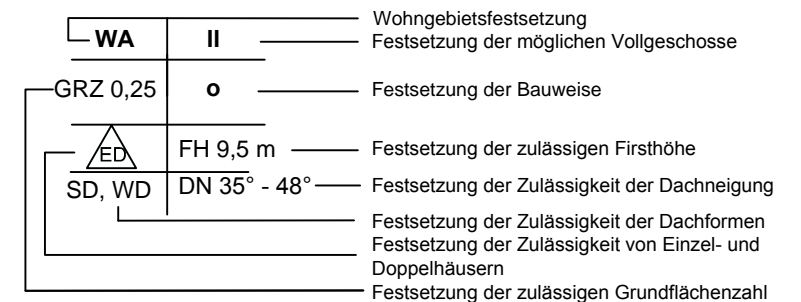 Wohngebietsfestsetzung
WA II Festsetzung der möglichen Vollgeschosse
GRZ 0,25 o Festsetzung der Bauweise
ED FH 9,5 m Festsetzung der zulässigen Firsthöhe
SD, WD DN 35° - 48° Festsetzung der Zulässigkeit der Dachneigung
Festsetzung der Zulässigkeit der Dachformen
Festsetzung der Zulässigkeit von Einzel- und
Doppelhäusern
Festsetzung der zulässigen Grundflächenzahl